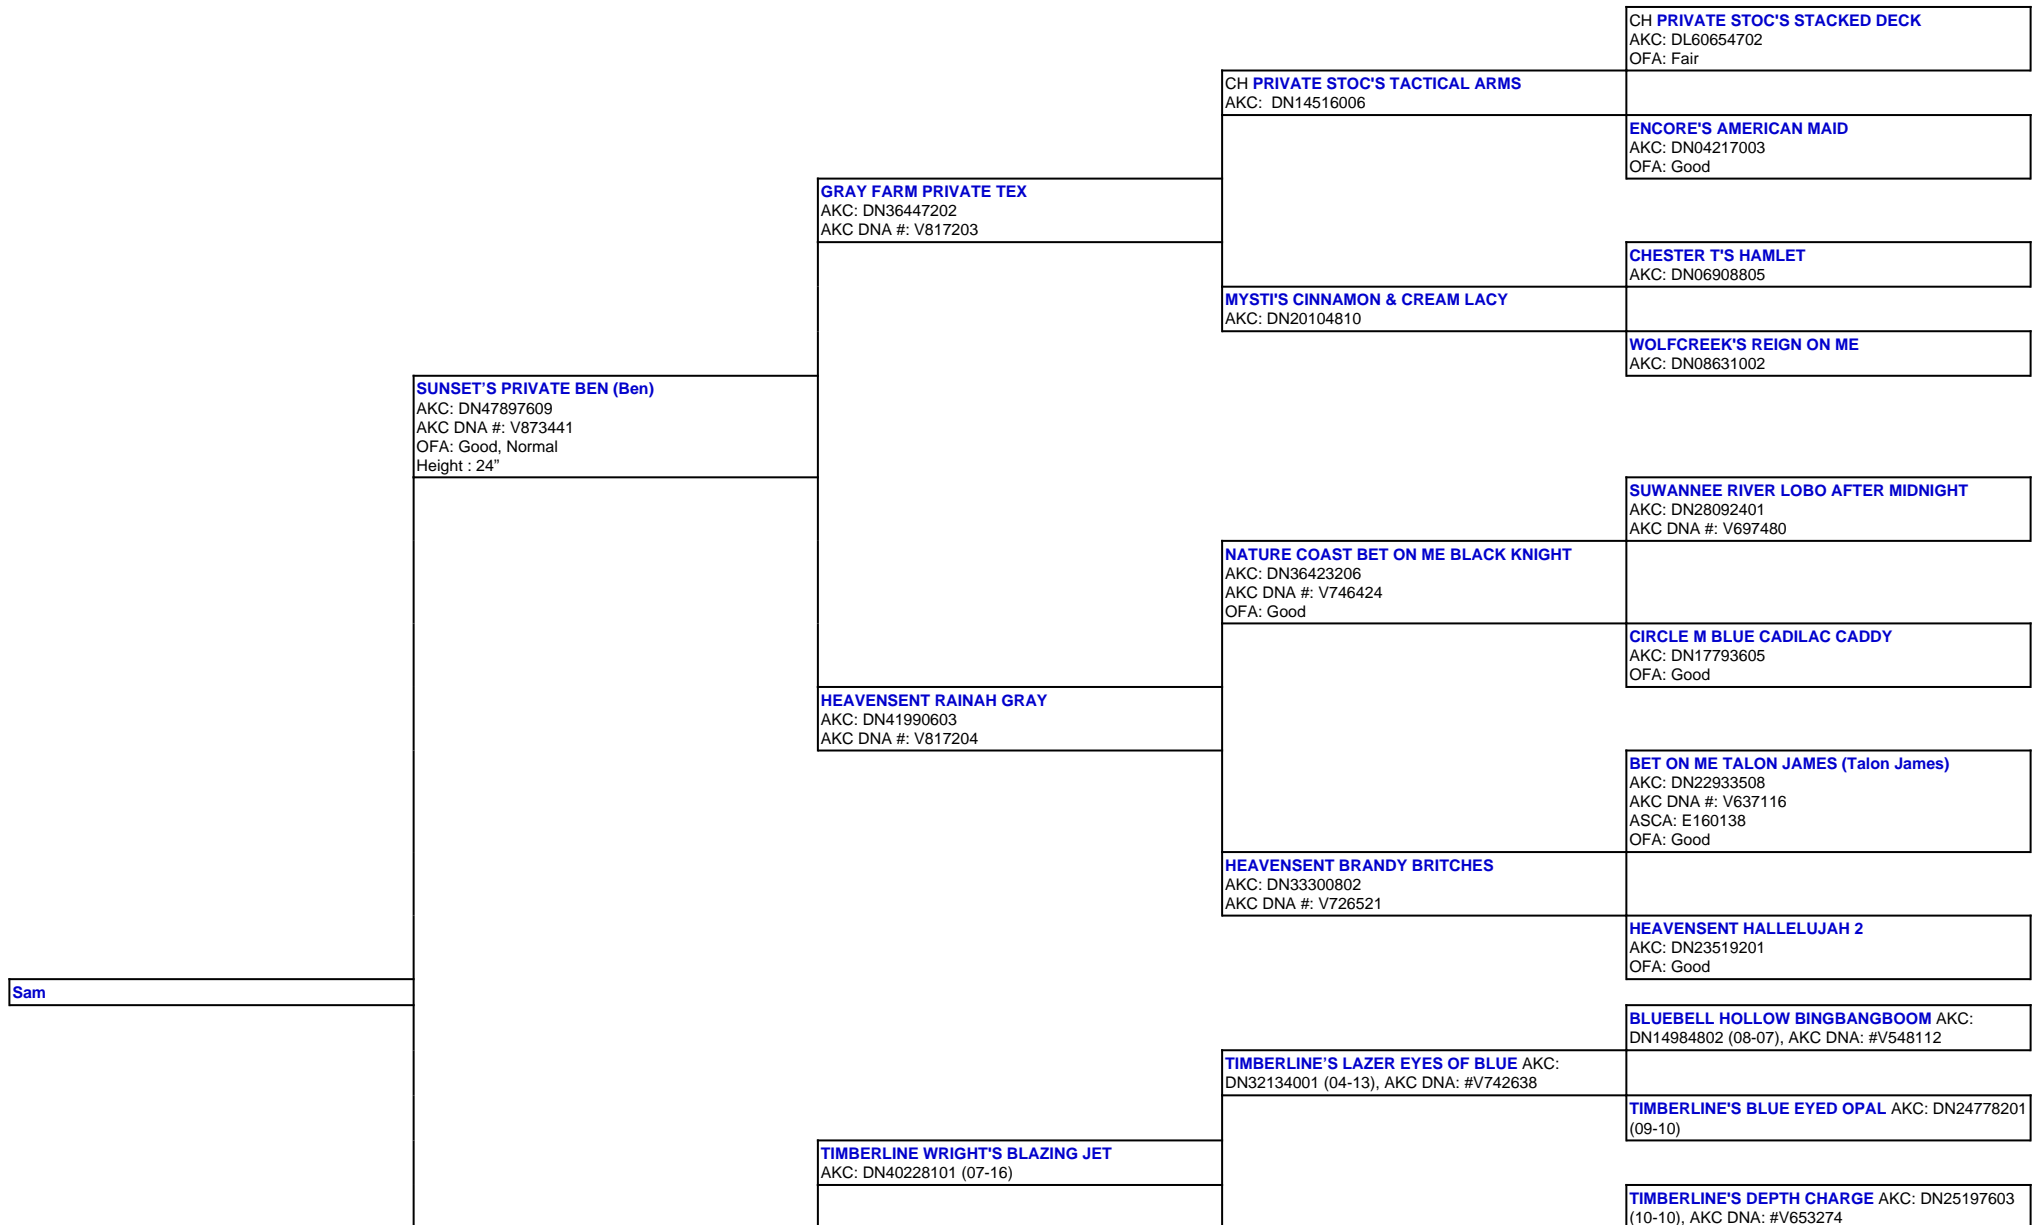 CH PRIVATE STOC'S STACKED DECK
AKC: DL60654702
OFA: Fair
CH PRIVATE STOC'S TACTICAL ARMS
AKC:  DN14516006
ENCORE'S AMERICAN MAID
AKC: DN04217003
OFA: Good
GRAY FARM PRIVATE TEX
AKC: DN36447202
AKC DNA #: V817203
CHESTER T'S HAMLET
AKC: DN06908805
MYSTI'S CINNAMON & CREAM LACY
AKC: DN20104810
WOLFCREEK'S REIGN ON ME
AKC: DN08631002
SUNSET’S PRIVATE BEN (Ben)
AKC: DN47897609
AKC DNA #: V873441
OFA: Good, Normal
Height : 24”
SUWANNEE RIVER LOBO AFTER MIDNIGHT
AKC: DN28092401
AKC DNA #: V697480
NATURE COAST BET ON ME BLACK KNIGHT
AKC: DN36423206
AKC DNA #: V746424
OFA: Good
CIRCLE M BLUE CADILAC CADDY
AKC: DN17793605
OFA: Good
HEAVENSENT RAINAH GRAY
AKC: DN41990603
AKC DNA #: V817204
BET ON ME TALON JAMES (Talon James)
AKC: DN22933508
AKC DNA #: V637116
ASCA: E160138
OFA: Good
HEAVENSENT BRANDY BRITCHES
AKC: DN33300802
AKC DNA #: V726521
HEAVENSENT HALLELUJAH 2
AKC: DN23519201
OFA: Good
Sam
BLUEBELL HOLLOW BINGBANGBOOM AKC:
DN14984802 (08-07), AKC DNA: #V548112
TIMBERLINE’S LAZER EYES OF BLUE AKC:
DN32134001 (04-13), AKC DNA: #V742638
TIMBERLINE'S BLUE EYED OPAL AKC: DN24778201
(09-10)
TIMBERLINE WRIGHT'S BLAZING JET
AKC: DN40228101 (07-16)
TIMBERLINE'S DEPTH CHARGE AKC: DN25197603
(10-10), AKC DNA: #V653274